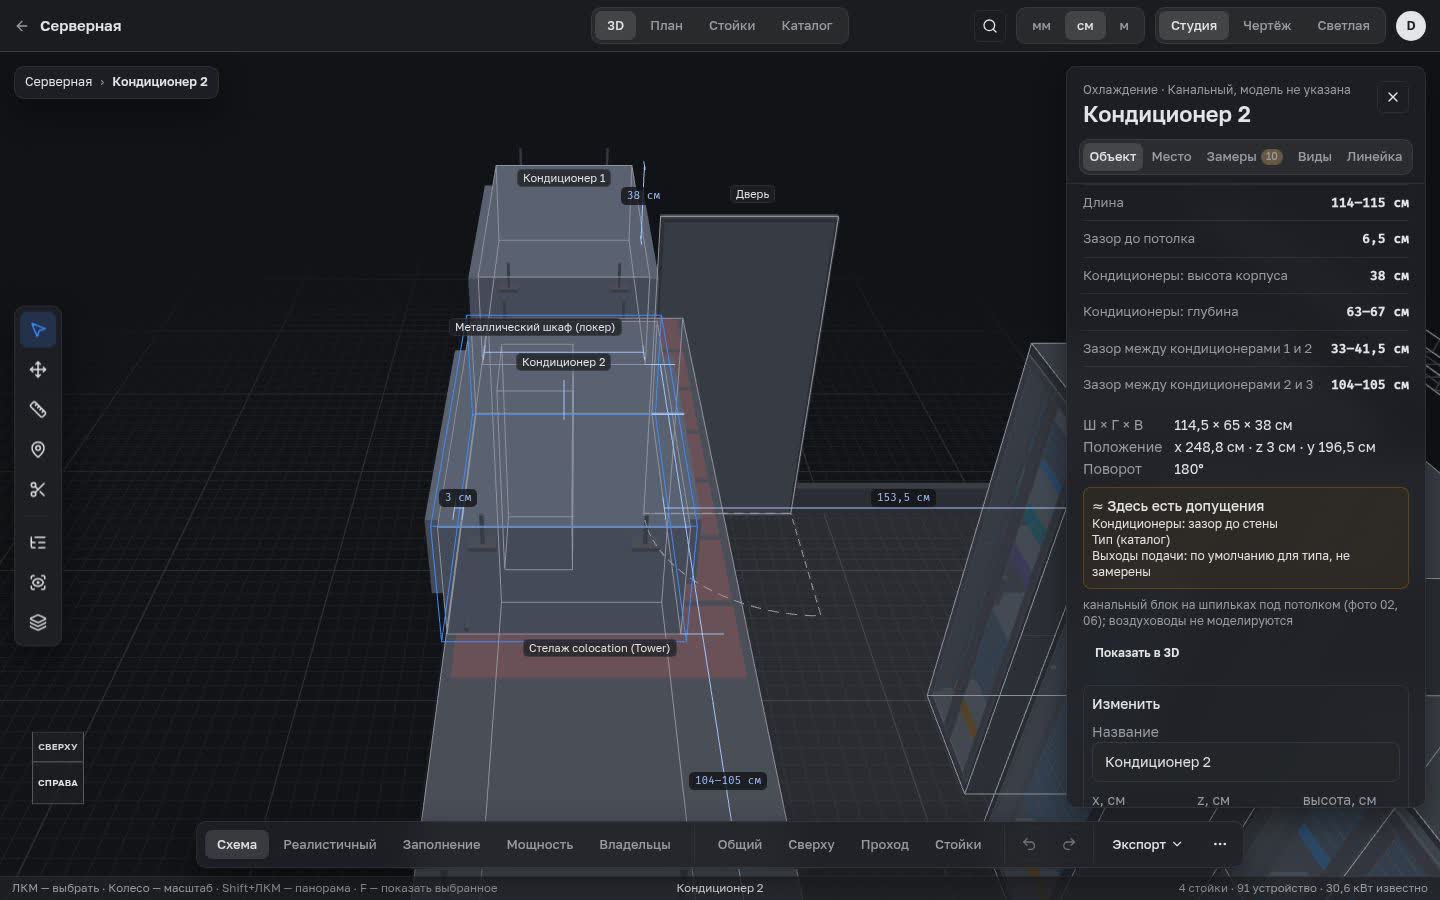 Серверная
3D
План
Стойки
Каталог
мм
см
м
Студия
Чертёж
Светлая
D
Серверная › Кондиционер 2
Охлаждение · Канальный, модель не указана
Кондиционер 2
Объект
Место
Замеры 10
Виды
Линейка
Длина 114–115 см
Зазор до потолка 6,5 см
Кондиционеры: высота корпуса 38 см
Кондиционеры: глубина 63–67 см
Зазор между кондиционерами 1 и 2 33–41,5 см
Зазор между кондиционерами 2 и 3 104–105 см
Ш × Г × В 114,5 × 65 × 38 см
Положение x 248,8 см · z 3 см · y 196,5 см
Поворот 180°
≈ Здесь есть допущения
Кондиционеры: зазор до стены
Тип (каталог)
Выходы подачи: по умолчанию для типа, не
замерены
канальный блок на шпильках под потолком (фото 02,
06); воздуховоды не моделируются
Показать в 3D
Изменить
Название
Кондиционер 2
x, см
z, см
высота, см
Кондиционер 1
38 см
Дверь
Металлический шкаф (локер)
Кондиционер 2
3 см
153,5 см
Стелаж colocation (Tower)
104–105 см
СВЕРХУ
СПРАВА
Схема
Реалистичный
Заполнение
Мощность
Владельцы
Общий
Сверху
Проход
Стойки
Экспорт
ЛКМ — выбрать · Колесо — масштаб · Shift+ЛКМ — панорама · F — показать выбранное
Кондиционер 2
4 стойки · 91 устройство · 30,6 кВт известно